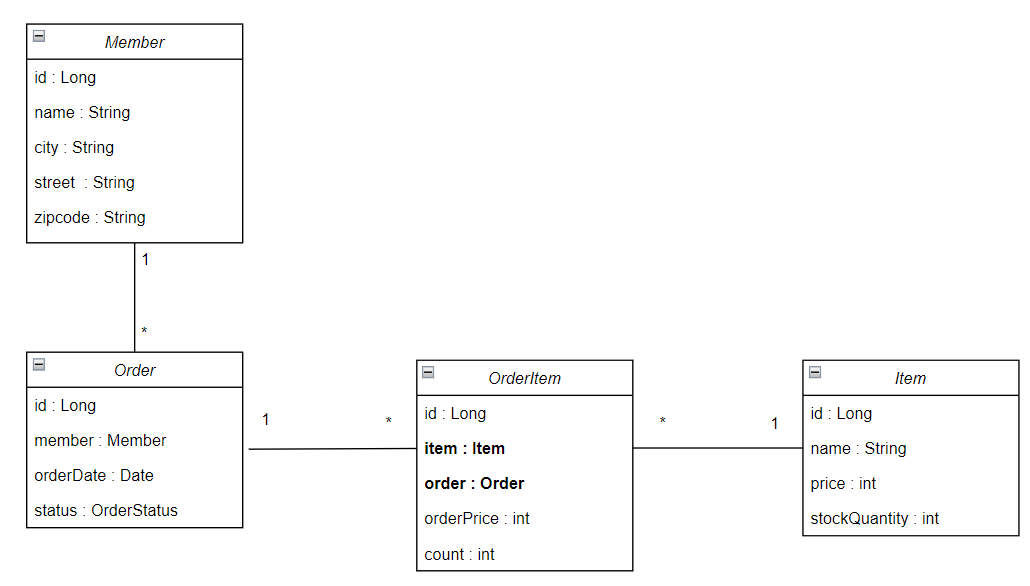 Member
id : Long
name : String
city : String
street : String
zipcode : String
1
*
Order
id : Long
member : Member
orderDate : Date
status : OrderStatus
1
*
OrderItem
id : Long
item : Item
order : Order
orderPrice : int
count : int
*
1
Item
id : Long
name : String
price : int
stockQuantity : int